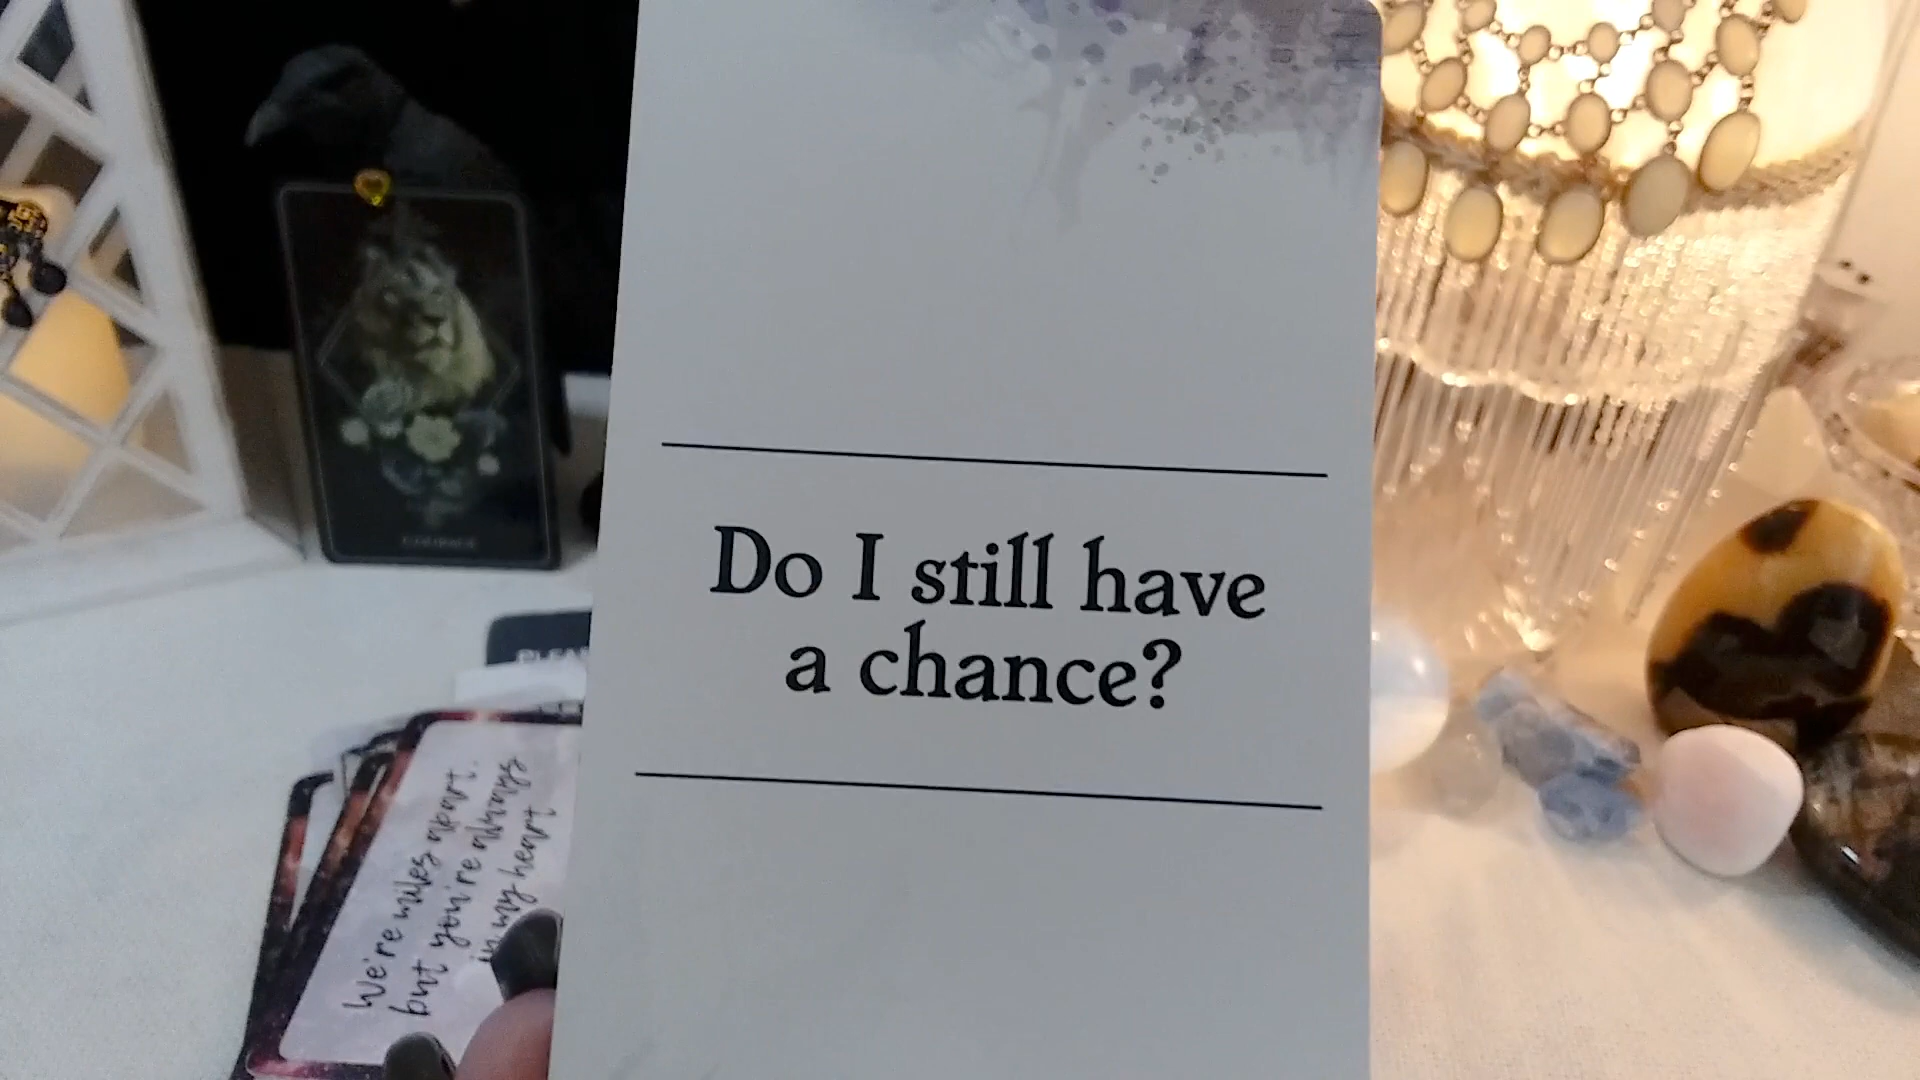 Do I still have
a chance?
We're miles apart.
but you're always
in my heart